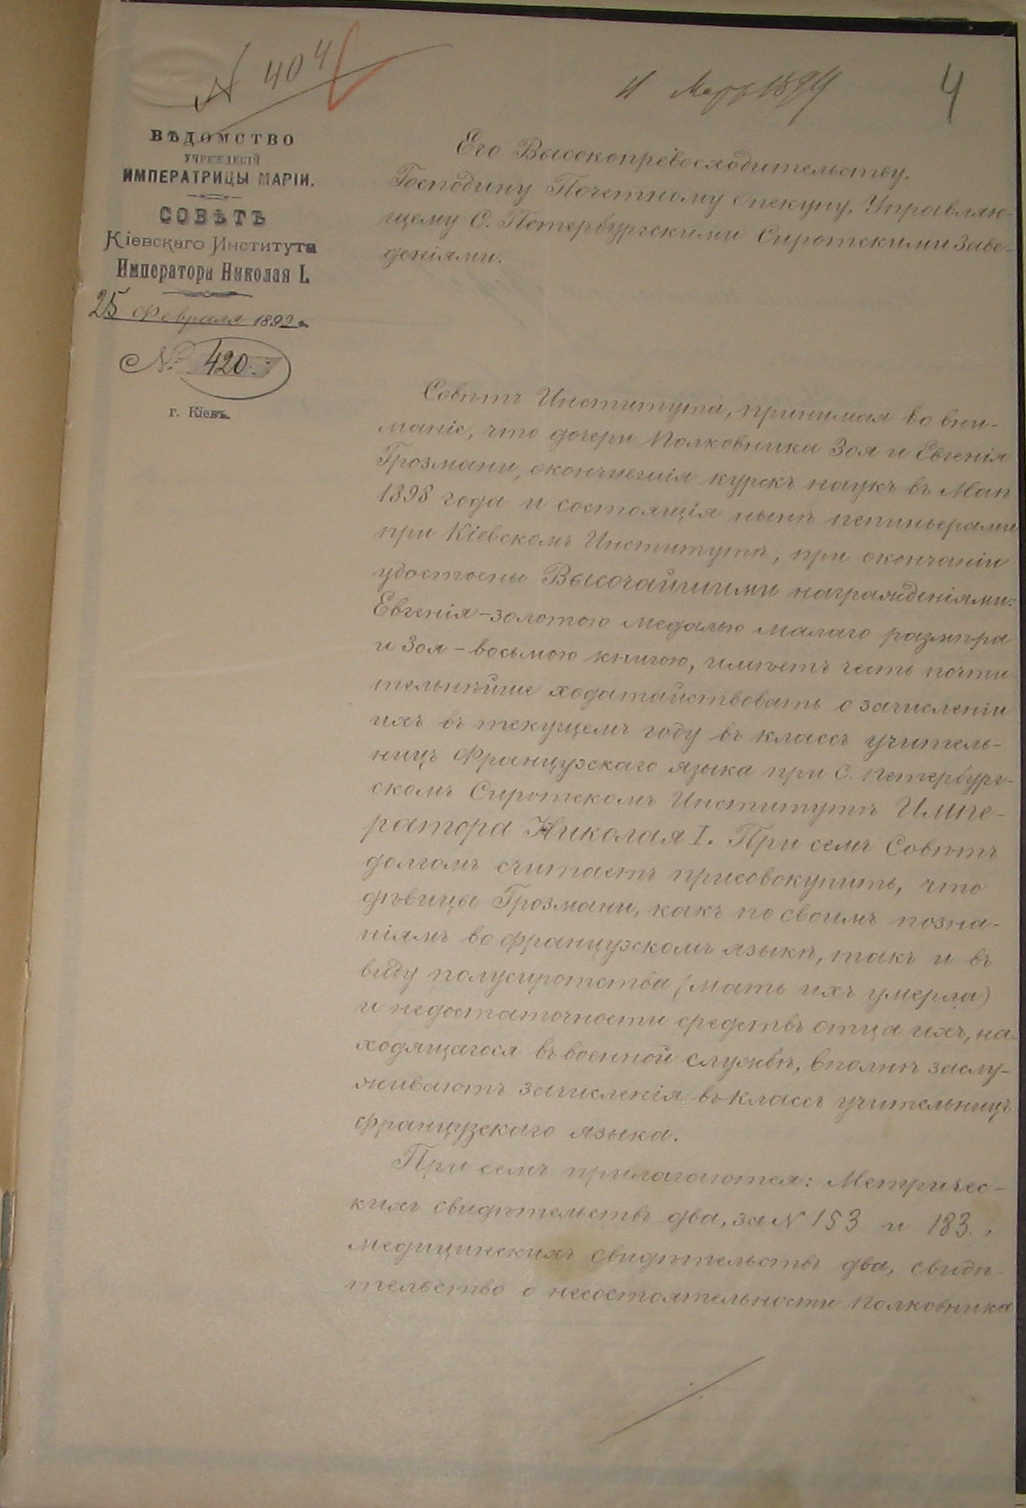 № 404
4 Март 1899
4
ВѢДОМСТВО
УЧРЕЖДЕНІЙ
ИМПЕРАТРИЦЫ МАРІИ.
СОВѢТЪ
Кіевскаго Института
Императора Николая I.
25 Февраля 1899 г.
№ 420
г. Кіевъ.
Его Высокопревосходительству,
Господину Почетному Опекуну, Управляю-
щему С. Петербургскими Сиротскими Заве-
деніями.
Совѣтъ Института, принимая во вни-
маніе, что дочери Полковника Зоя и Евгенія
Грозманъ, окончившія курсъ наукъ въ Маѣ
1898 года и состоящія нынѣ пепиньерами
при Кіевскомъ Институтѣ, при окончаніи
удостоены Высочайшими награжденіями:
Евгенія – золотою медалью малаго размѣра
и Зоя – восьмою книгою, имѣетъ честь почти-
тельнѣйше ходатайствовать о зачисленіи
ихъ въ текущемъ году въ классъ учитель-
ницъ Французскаго языка при С. Петербург-
скомъ Сиротскомъ Институтѣ Импе-
ратора Николая I. При семъ Совѣтъ
долгомъ считаетъ присовокупить, что
дѣвицы Грозманъ, какъ по своимъ позна-
ніямъ во французскомъ языкѣ, такъ и въ
виду полусиротства (мать ихъ умерла)
и недостаточности средствъ отца ихъ, на-
ходящагося въ военной службѣ, вполнѣ заслу-
живаютъ зачисленія въ классъ учительницъ
французскаго языка.
При семъ прилагаются: Метричес-
кихъ свидѣтельствъ два, за № 153 и 183,
медицинскихъ свидѣтельствъ два, свидѣ-
тельство о несостоятельности Полковника